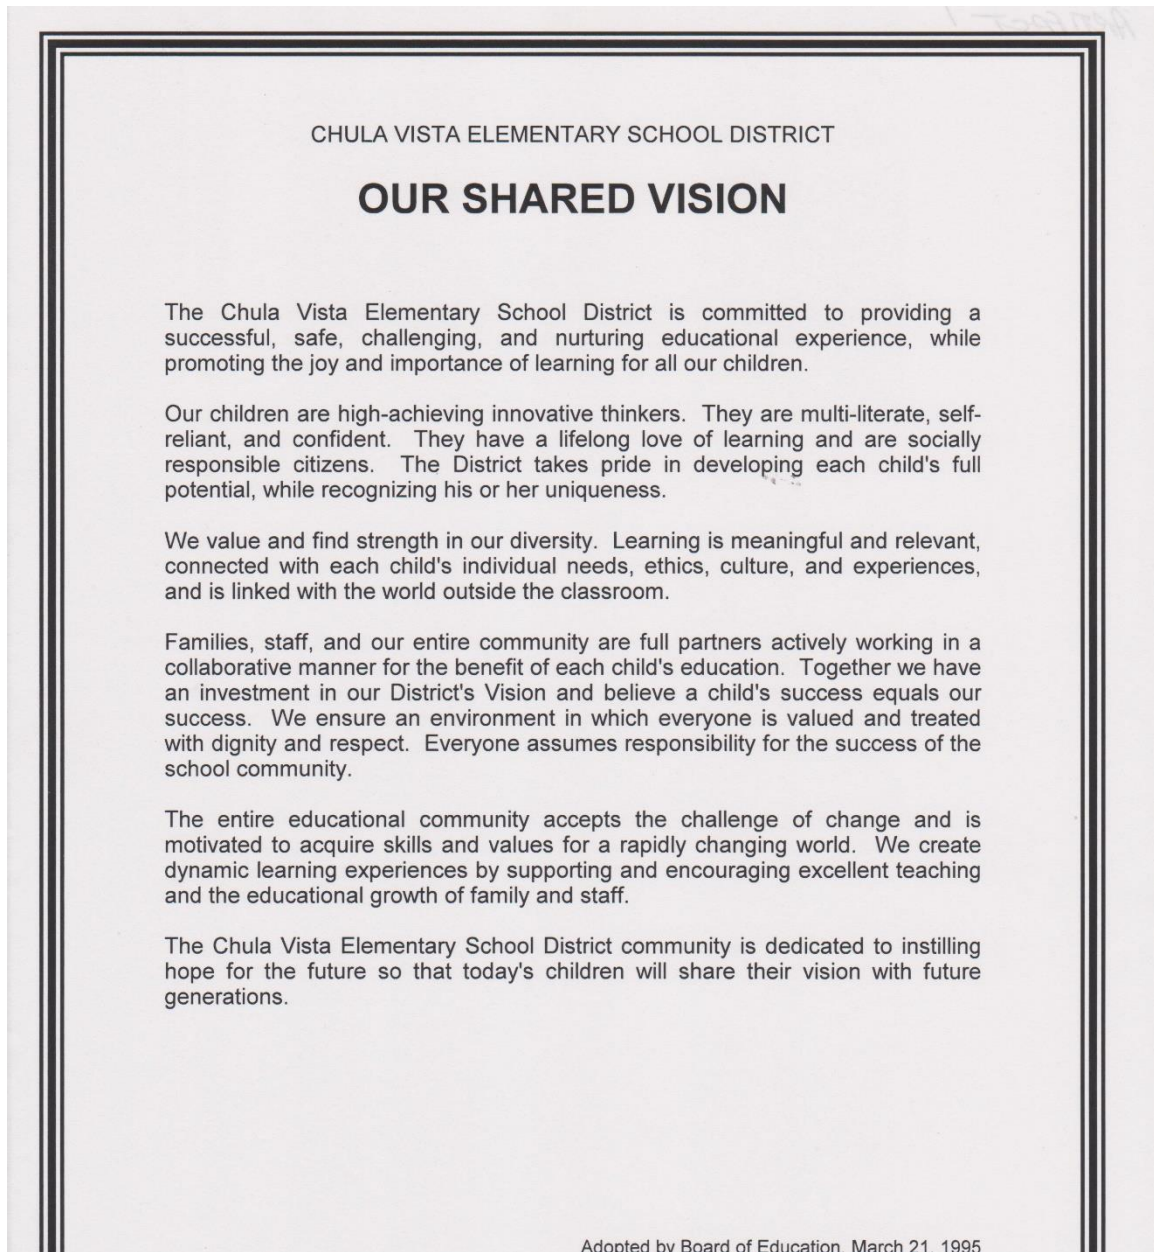 CHULA VISTA ELEMENTARY SCHOOL DISTRICT
OUR SHARED VISION
The Chula Vista Elementary School District is committed to providing a
successful, safe, challenging, and nurturing educational experience, while
promoting the joy and importance of learning for all our children.
Our children are high-achieving innovative thinkers. They are multi-literate, self-
reliant, and confident. They have a lifelong love of learning and are socially
responsible citizens. The District takes pride in developing each child's full
potential, while recognizing his or her uniqueness.
We value and find strength in our diversity. Learning is meaningful and relevant,
connected with each child's individual needs, ethics, culture, and experiences,
and is linked with the world outside the classroom.
Families, staff, and our entire community are full partners actively working in a
collaborative manner for the benefit of each child's education. Together we have
an investment in our District's Vision and believe a child's success equals our
success. We ensure an environment in which everyone is valued and treated
with dignity and respect. Everyone assumes responsibility for the success of the
school community.
The entire educational community accepts the challenge of change and is
motivated to acquire skills and values for a rapidly changing world. We create
dynamic learning experiences by supporting and encouraging excellent teaching
and the educational growth of family and staff.
The Chula Vista Elementary School District community is dedicated to instilling
hope for the future so that today's children will share their vision with future
generations.
Adopted by Board of Education, March 21, 1995